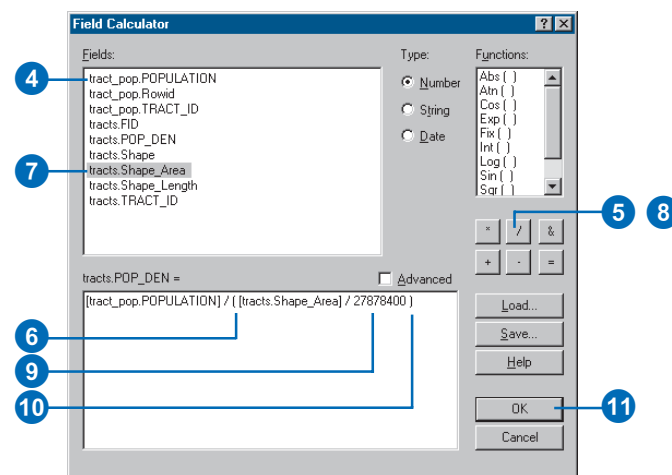 Field Calculator
Fields:
Type:
Functions:
4
tract_pop.POPULATION
tract_pop.Rowid
tract_pop.TRACT_ID
tracts.FID
tracts.POP_DEN
tracts.Shape
7
tracts.Shape_Area
tracts.Shape_Length
tracts.TRACT_ID
Number
String
Date
Abs ( )
Atn ( )
Cos ( )
Exp ( )
Fix ( )
Int ( )
Log ( )
Sin ( )
Sqr ( )
* / &
5 8
+ - =
tracts.POP_DEN =
Advanced
[tract_pop.POPULATION] / ( [tracts.Shape_Area] / 27878400 )
Load...
Save...
Help
6
9
10
OK
11
Cancel